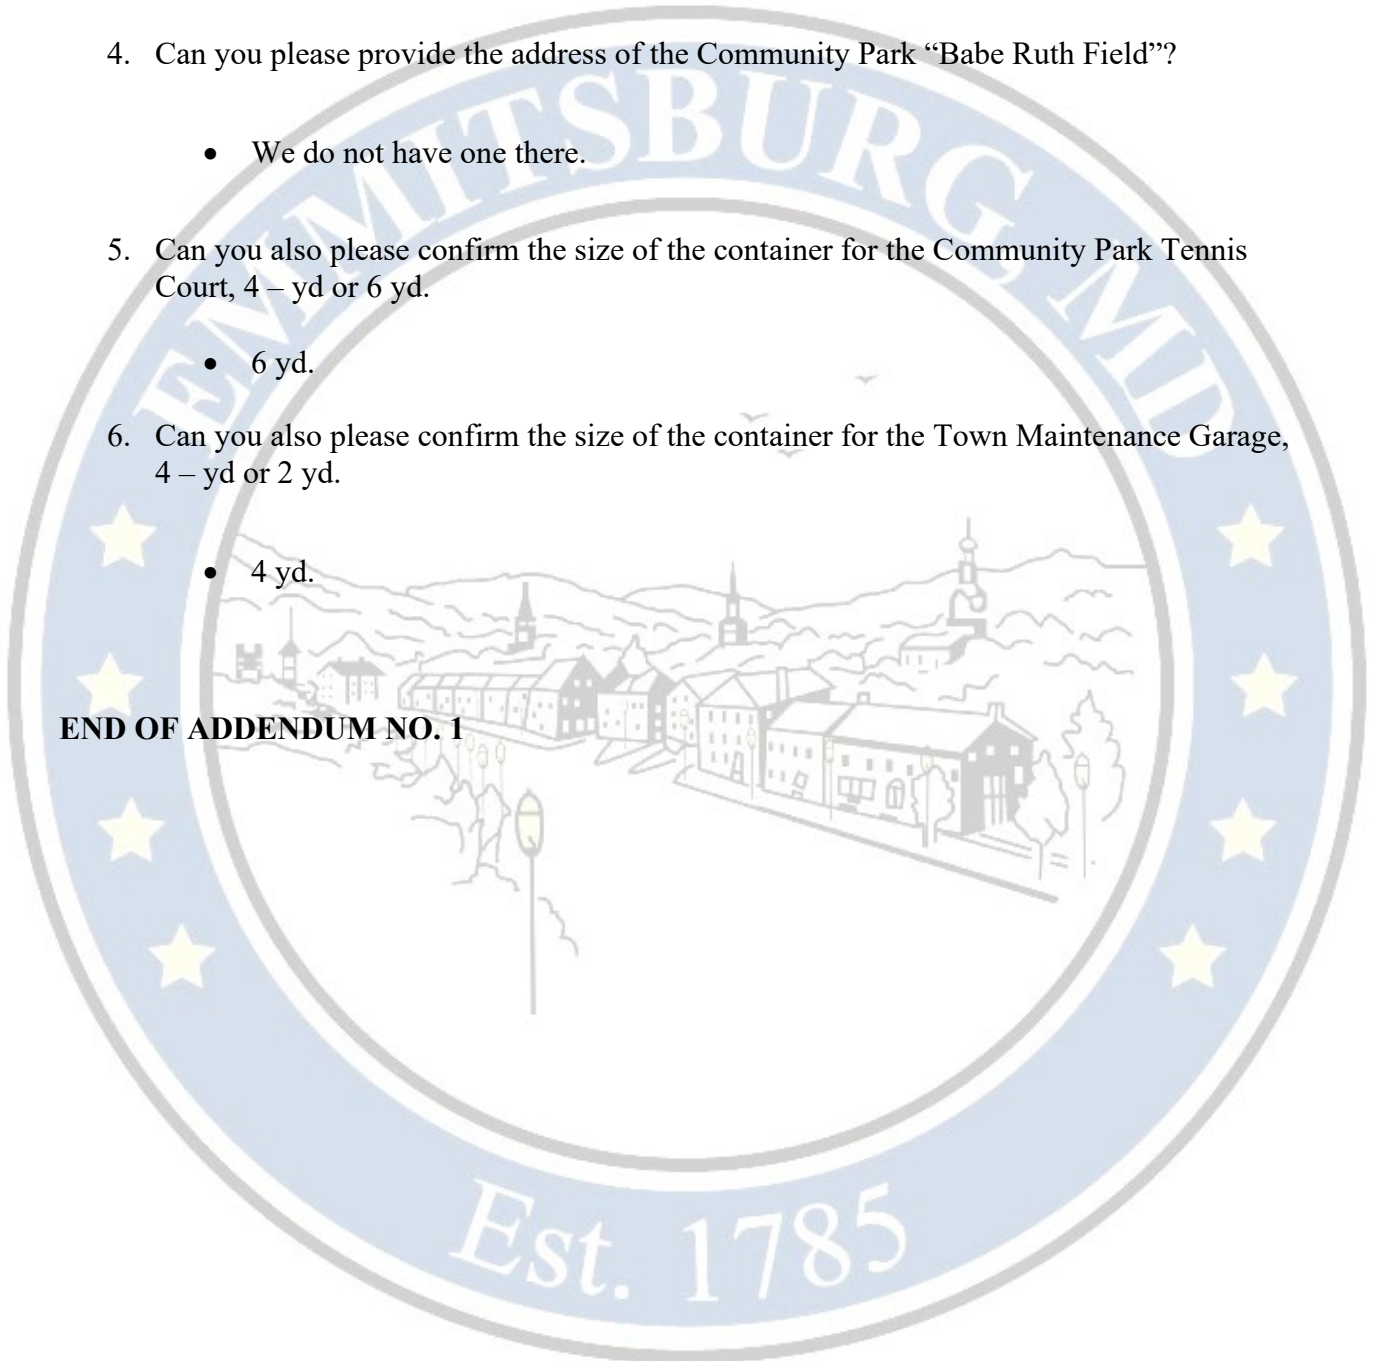 4. Can you please provide the address of the Community Park “Babe Ruth Field”?
• We do not have one there.
5. Can you also please confirm the size of the container for the Community Park Tennis
Court, 4 – yd or 6 yd.
• 6 yd.
6. Can you also please confirm the size of the container for the Town Maintenance Garage,
4 – yd or 2 yd.
• 4 yd.
END OF ADDENDUM NO. 1
EMMITSBURG, MD
Est. 1785